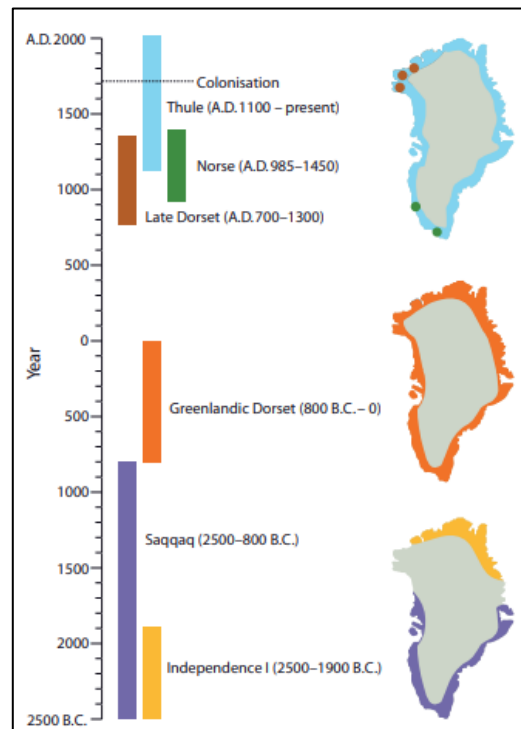 A.D. 2000
Colonisation
Thule (A.D. 1100 – present)
1500
Norse (A.D. 985–1450)
1000
Late Dorset (A.D. 700–1300)
500
0
Year
500
Greenlandic Dorset (800 B.C. – 0)
1000
Saqqaq (2500–800 B.C.)
1500
2000
Independence I (2500–1900 B.C.)
2500 B.C.